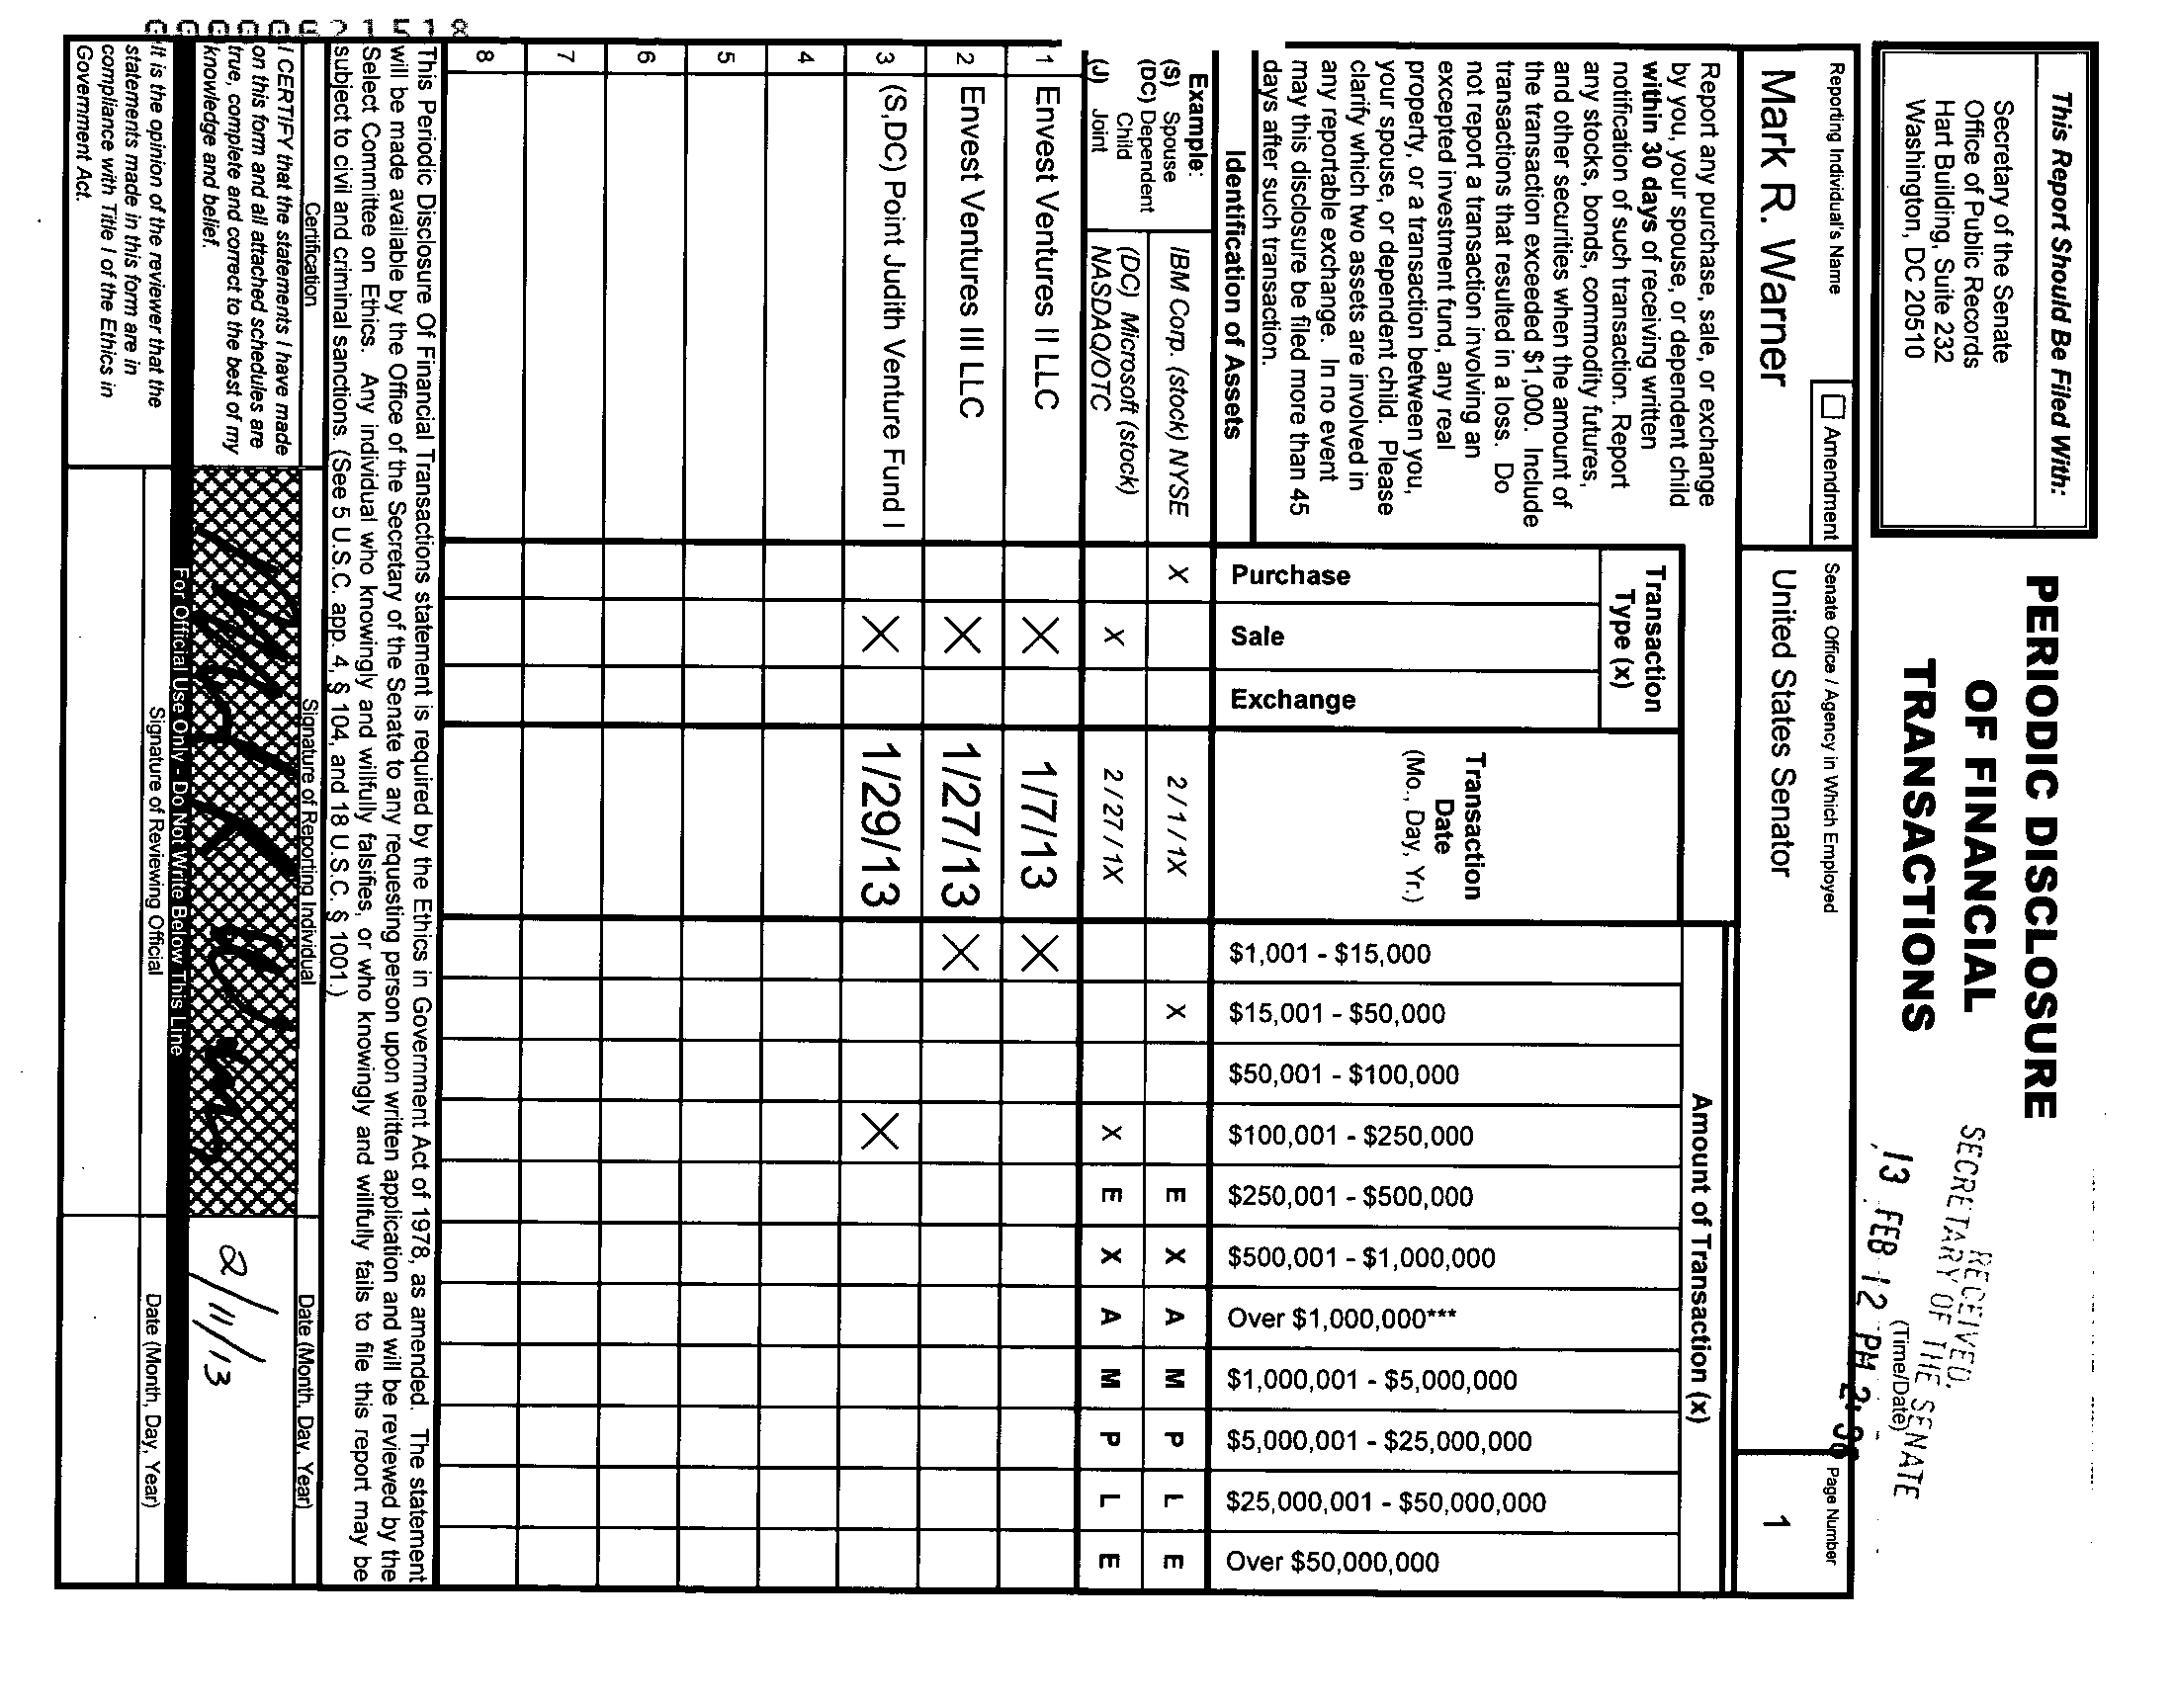 This Report Should Be Filed With:
Secretary of the Senate
Office of Public Records
Hart Building, Suite 232
Washington, DC 20510
PERIODIC DISCLOSURE
OF FINANCIAL
TRANSACTIONS
RECEIVED.
SECRETARY OF THE SENATE
(Time/Date)
13 FEB 12 PM 2:
Reporting Individual's Name
Mark R. Warner
Amendment
Senate Office / Agency in Which Employed
United States Senator
Page Number
1
Report any purchase, sale, or exchange
by you, your spouse, or dependent child
within 30 days of receiving written
notification of such transaction. Report
any stocks, bonds, commodity futures,
and other securities when the amount of
the transaction exceeded $1,000. Include
transactions that resulted in a loss. Do
not report a transaction involving an
excepted investment fund, any real
property, or a transaction between you,
your spouse, or dependent child. Please
clarify which two assets are involved in
any reportable exchange. In no event
may this disclosure be filed more than 45
days after such transaction.
Identification of Assets
Transaction
Type (x)
Purchase
Sale
Exchange
Transaction
Date
(Mo., Day, Yr.)
Amount of Transaction (x)
$1,001 - $15,000
$15,001 - $50,000
$50,001 - $100,000
$100,001 - $250,000
$250,001 - $500,000
$500,001 - $1,000,000
Over $1,000,000***
$1,000,001 - $5,000,000
$5,000,001 - $25,000,000
$25,000,001 - $50,000,000
Over $50,000,000
Example:
(S) Spouse
(DC) Dependent
Child
(J) Joint
IBM Corp. (stock) NYSE X 2 / 1 / 1X X E X A M P L E
(DC) Microsoft (stock)
NASDAQ/OTC X 2 / 27 / 1X X E X A M P L E
1 Envest Ventures II LLC X 1/7/13 X
2 Envest Ventures III LLC X 1/27/13 X
3 (S,DC) Point Judith Venture Fund I X 1/29/13 X
4
5
6
7
8
This Periodic Disclosure Of Financial Transactions statement is required by the Ethics in Government Act of 1978, as amended. The statement
will be made available by the Office of the Secretary of the Senate to any requesting person upon written application and will be reviewed by the
Select Committee on Ethics. Any individual who knowingly and willfully falsifies, or who knowingly and willfully fails to file this report may be
subject to civil and criminal sanctions. (See 5 U.S.C. app. 4, § 104, and 18 U.S.C. § 1001.)
Certification
Signature of Reporting Individual
Date (Month, Day, Year)
I CERTIFY that the statements I have made
on this form and all attached schedules are
true, complete and correct to the best of my
knowledge and belief.
2/11/13
For Official Use Only - Do Not Write Below This Line
It is the opinion of the reviewer that the
statements made in this form are in
compliance with Title I of the Ethics in
Government Act.
Signature of Reviewing Official
Date (Month, Day, Year)